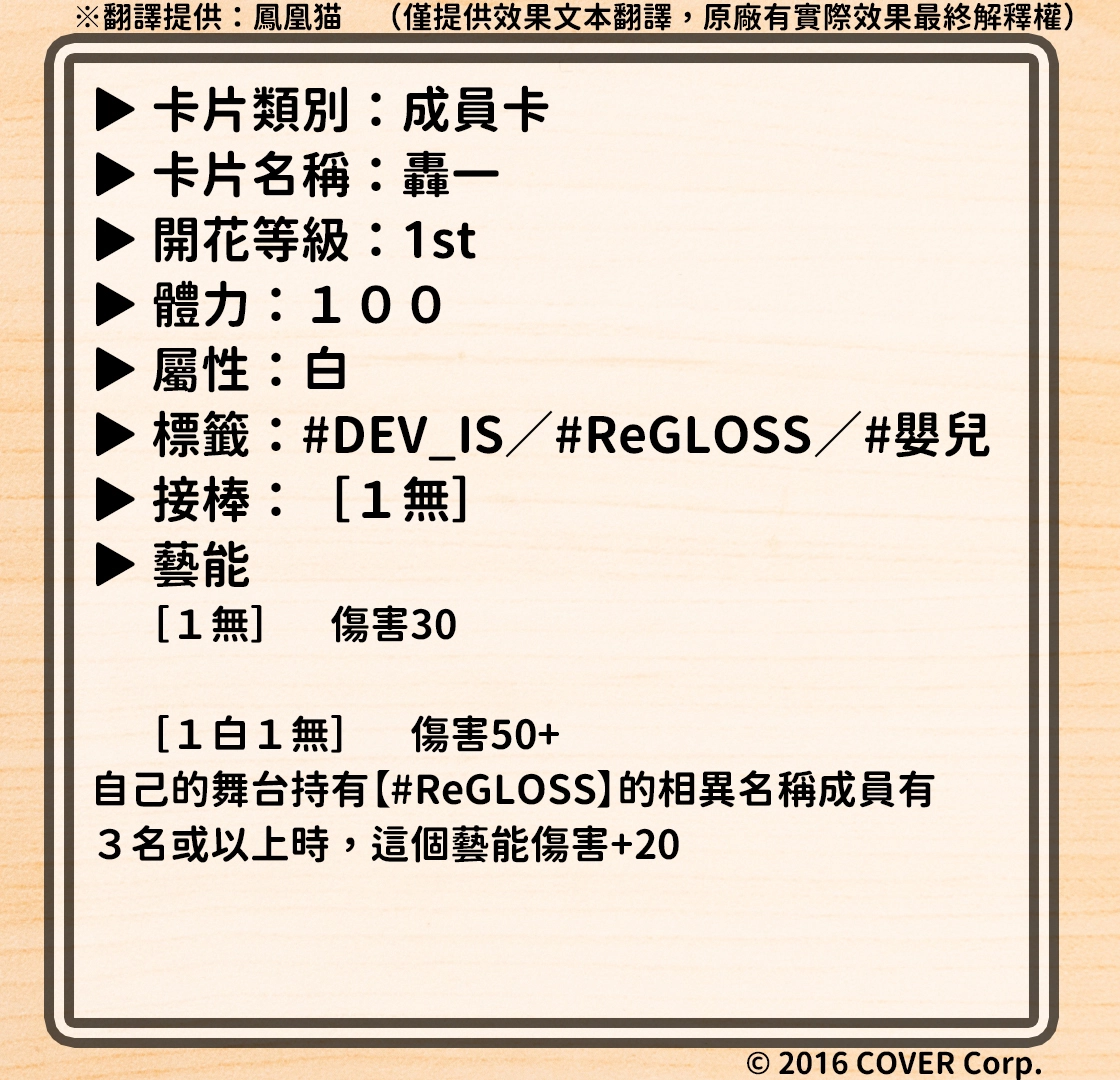 ※翻譯提供：鳳凰猫　（僅提供效果文本翻譯，原廠有實際效果最終解釋權）
▶ 卡片類別：成員卡
▶ 卡片名稱：轟一
▶ 開花等級：1st
▶ 體力：１００
▶ 屬性：白
▶ 標籤：#DEV_IS／#ReGLOSS／#嬰兒
▶ 接棒：［１無］
▶ 藝能
［１無］　傷害30
［１白１無］　傷害50+
自己的舞台持有【#ReGLOSS】的相異名稱成員有
３名或以上時，這個藝能傷害+20
© 2016 COVER Corp.